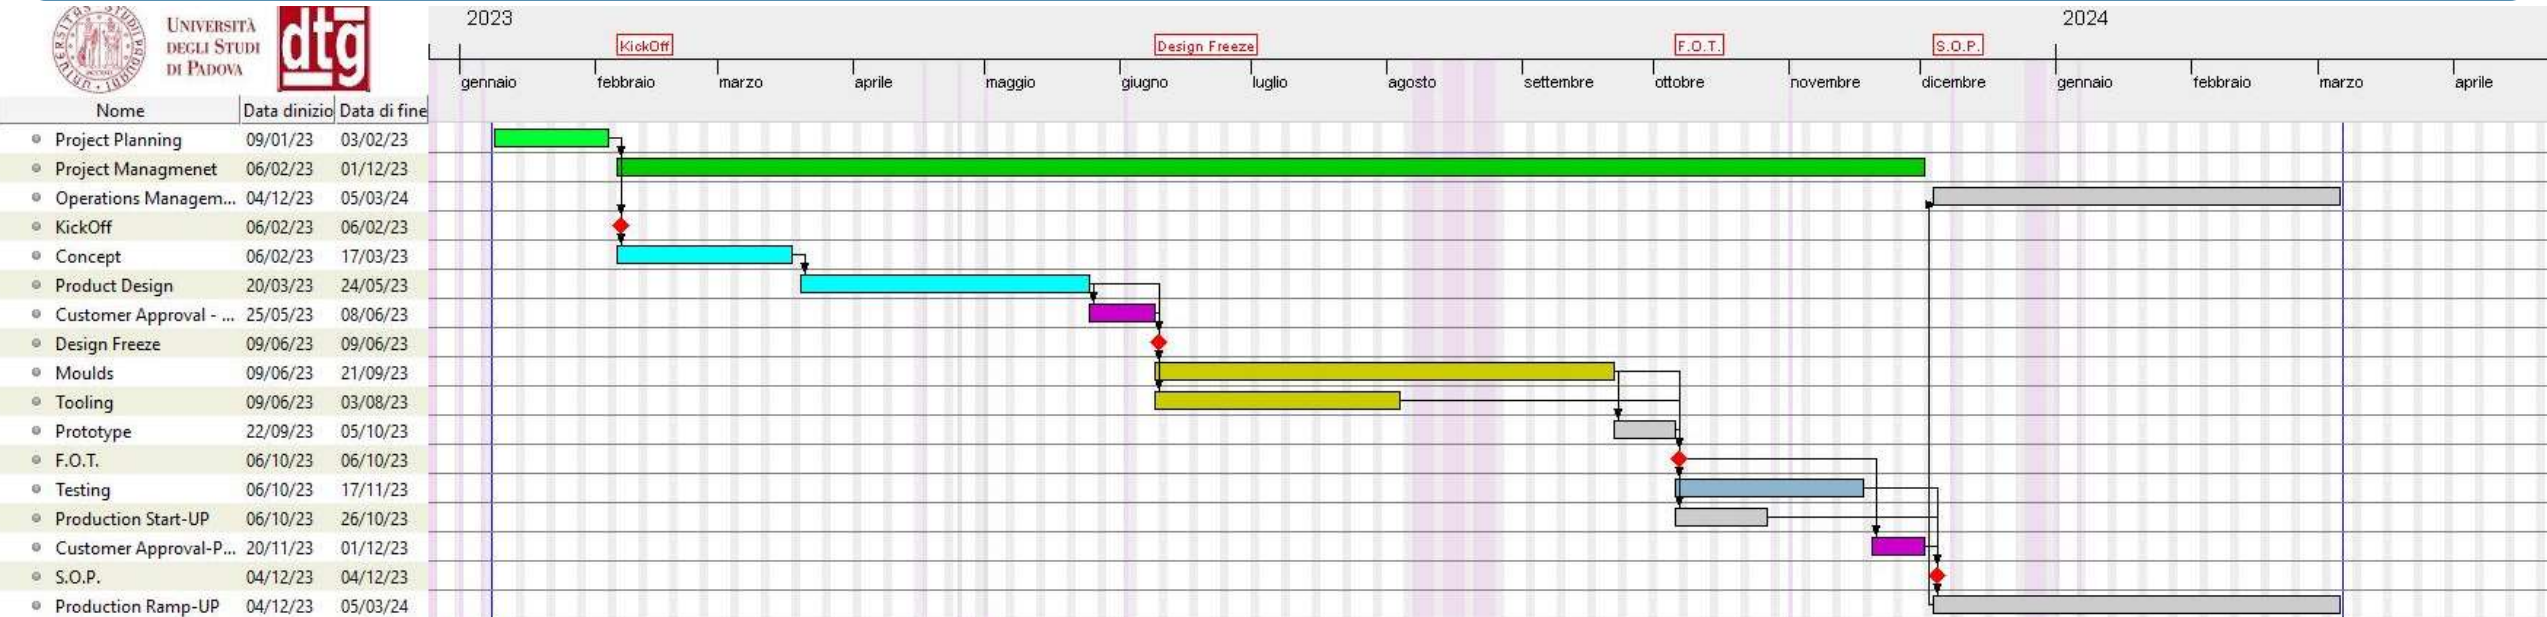 UNIVERSITÀ
DEGLI STUDI
DI PADOVA
dtg
2023 2024
KickOff Design Freeze F.O.T. S.O.P.
gennaio febbraio marzo aprile maggio giugno luglio agosto settembre ottobre novembre dicembre gennaio febbraio marzo aprile
Nome Data dinizio Data di fine
Project Planning 09/01/23 03/02/23
Project Managmenet 06/02/23 01/12/23
Operations Managem... 04/12/23 05/03/24
KickOff 06/02/23 06/02/23
Concept 06/02/23 17/03/23
Product Design 20/03/23 24/05/23
Customer Approval - ... 25/05/23 08/06/23
Design Freeze 09/06/23 09/06/23
Moulds 09/06/23 21/09/23
Tooling 09/06/23 03/08/23
Prototype 22/09/23 05/10/23
F.O.T. 06/10/23 06/10/23
Testing 06/10/23 17/11/23
Production Start-UP 06/10/23 26/10/23
Customer Approval-P... 20/11/23 01/12/23
S.O.P. 04/12/23 04/12/23
Production Ramp-UP 04/12/23 05/03/24